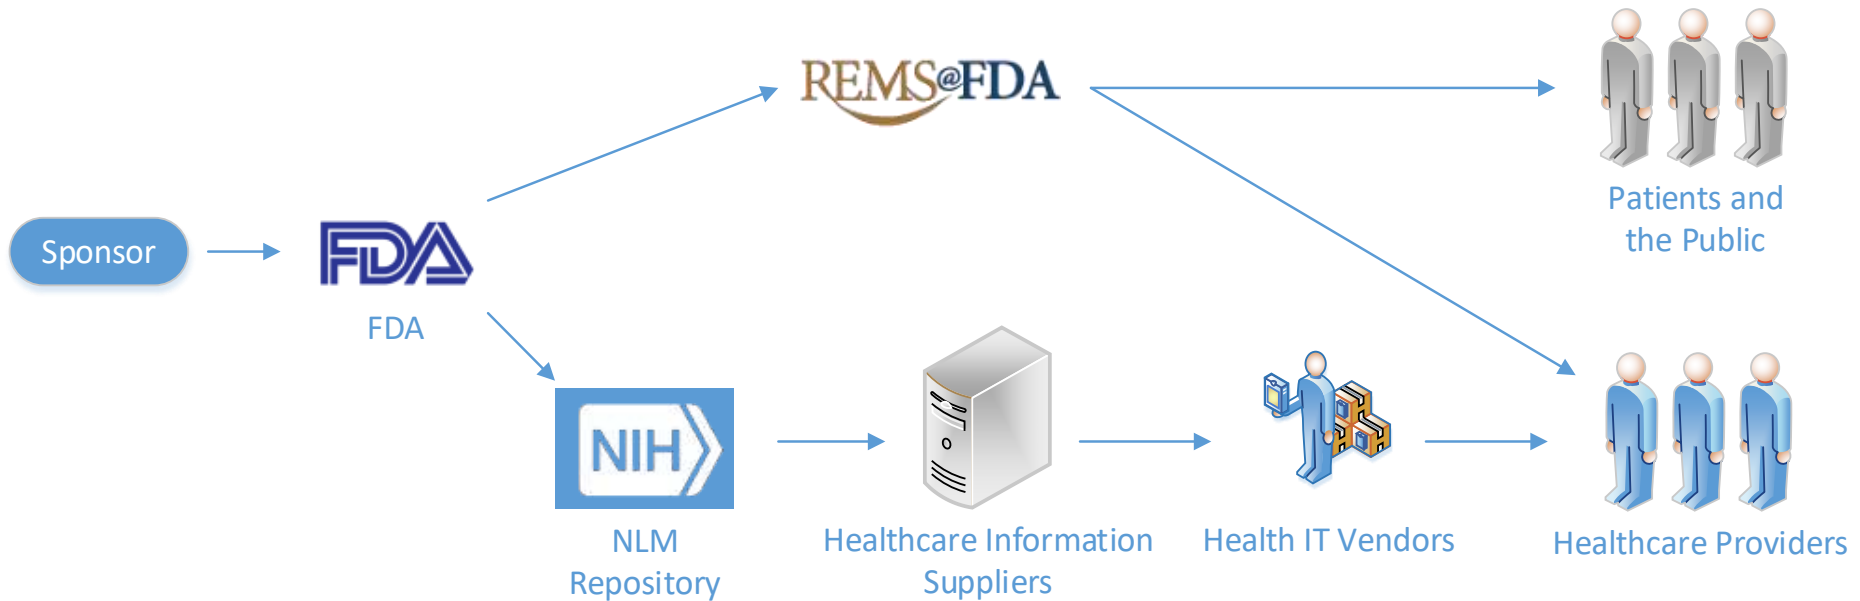 REMS@FDA
Patients and
the Public
Sponsor
FDA
FDA
NIH
NLM
Repository
Healthcare Information
Suppliers
Health IT Vendors
Healthcare Providers